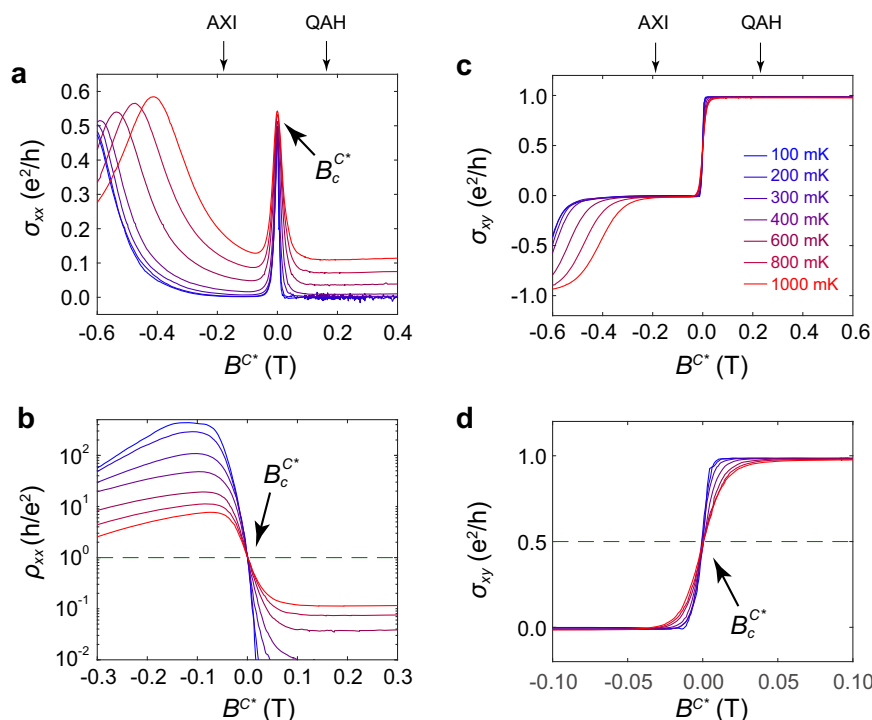 AXI QAH
a
σxx (e²/h)
0.6
0.5
0.4
0.3
0.2
0.1
0.0
-0.6 -0.4 -0.2 0.0 0.2 0.4
B^C* (T)
B_c^C*
AXI QAH
c
σxy (e²/h)
1.0
0.5
0.0
-0.5
-1.0
-0.6 -0.4 -0.2 0.0 0.2 0.4 0.6
B^C* (T)
100 mK
200 mK
300 mK
400 mK
600 mK
800 mK
1000 mK
b
ρxx (h/e²)
10²
10¹
10⁰
10⁻¹
10⁻²
-0.3 -0.2 -0.1 0.0 0.1 0.2 0.3
B^C* (T)
B_c^C*
d
σxy (e²/h)
1.0
0.5
0.0
-0.10 -0.05 0.00 0.05 0.10
B^C* (T)
B_c^C*